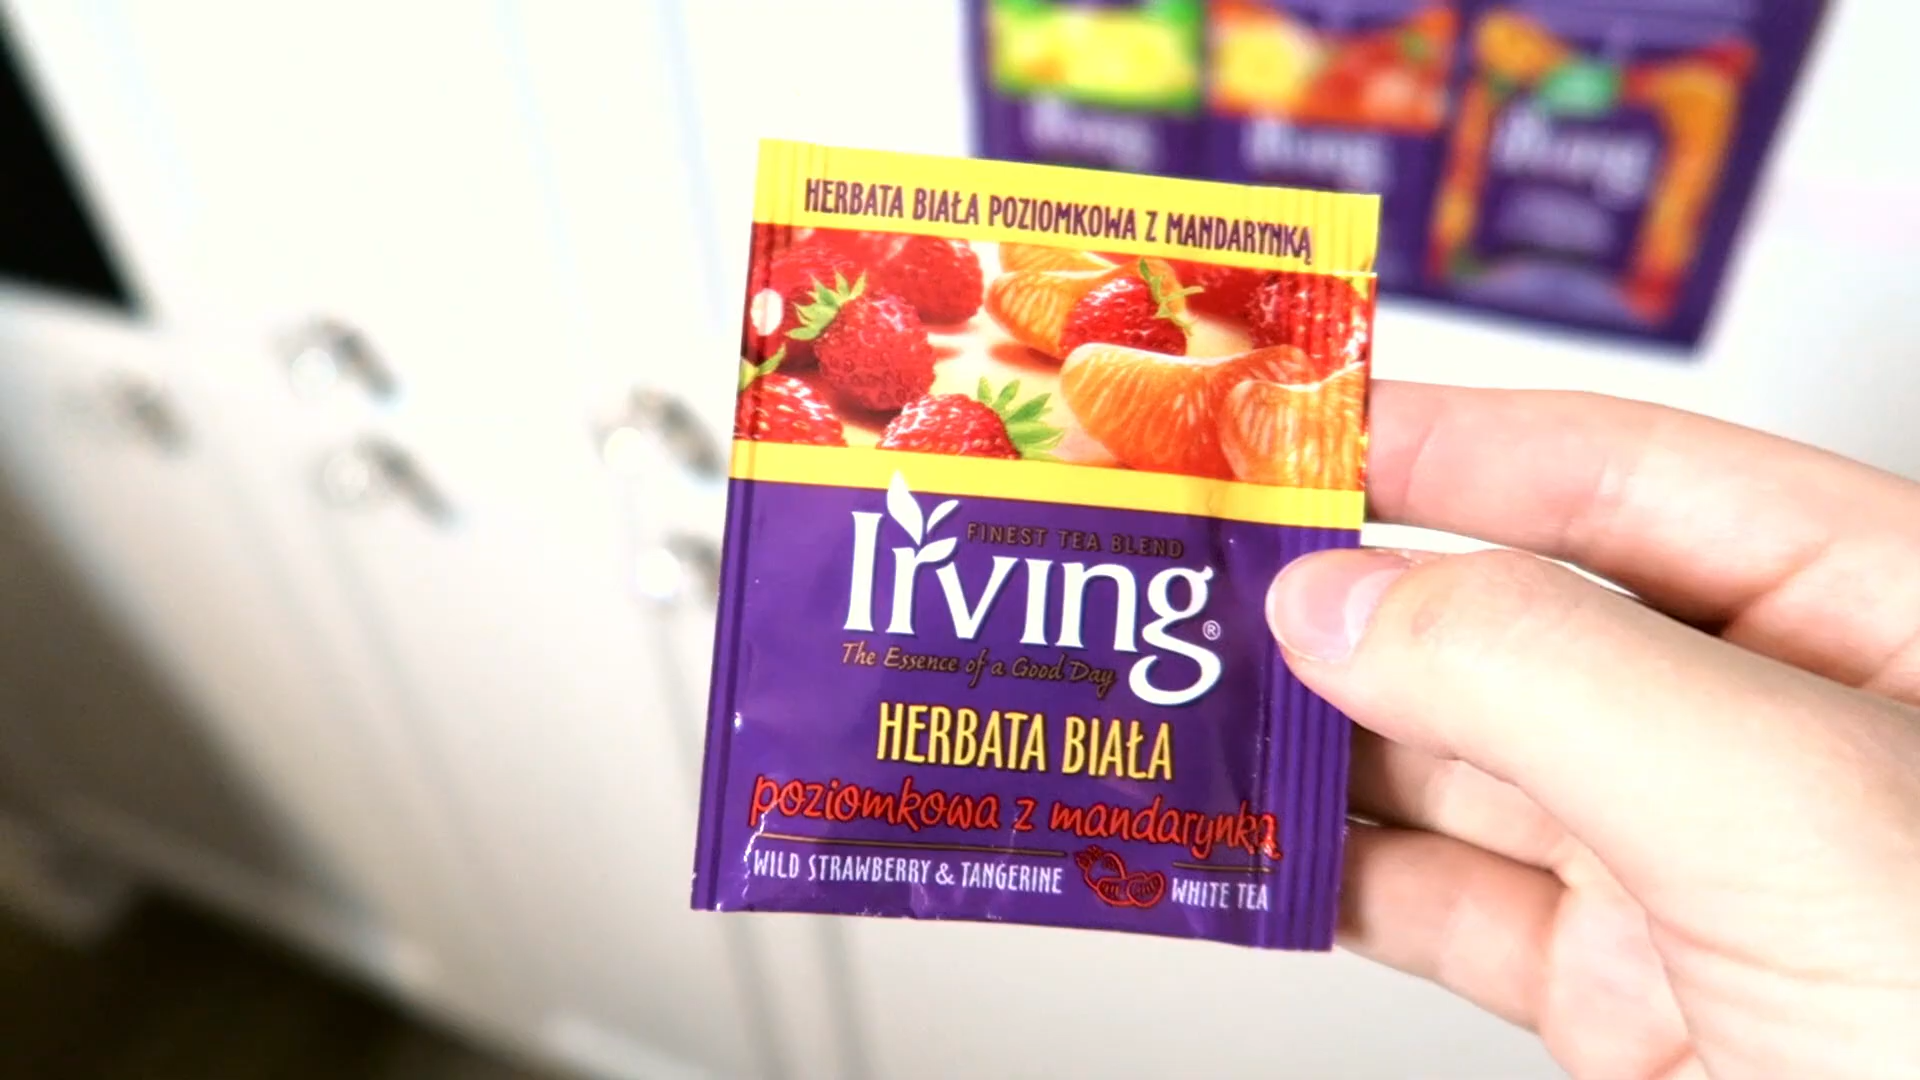 HERBATA BIAŁA POZIOMKOWA Z MANDARYNKĄ
FINEST TEA BLEND
Irving®
The Essence of a Good Day
HERBATA BIAŁA
poziomkowa z mandarynką
WILD STRAWBERRY & TANGERINE WHITE TEA
Irving